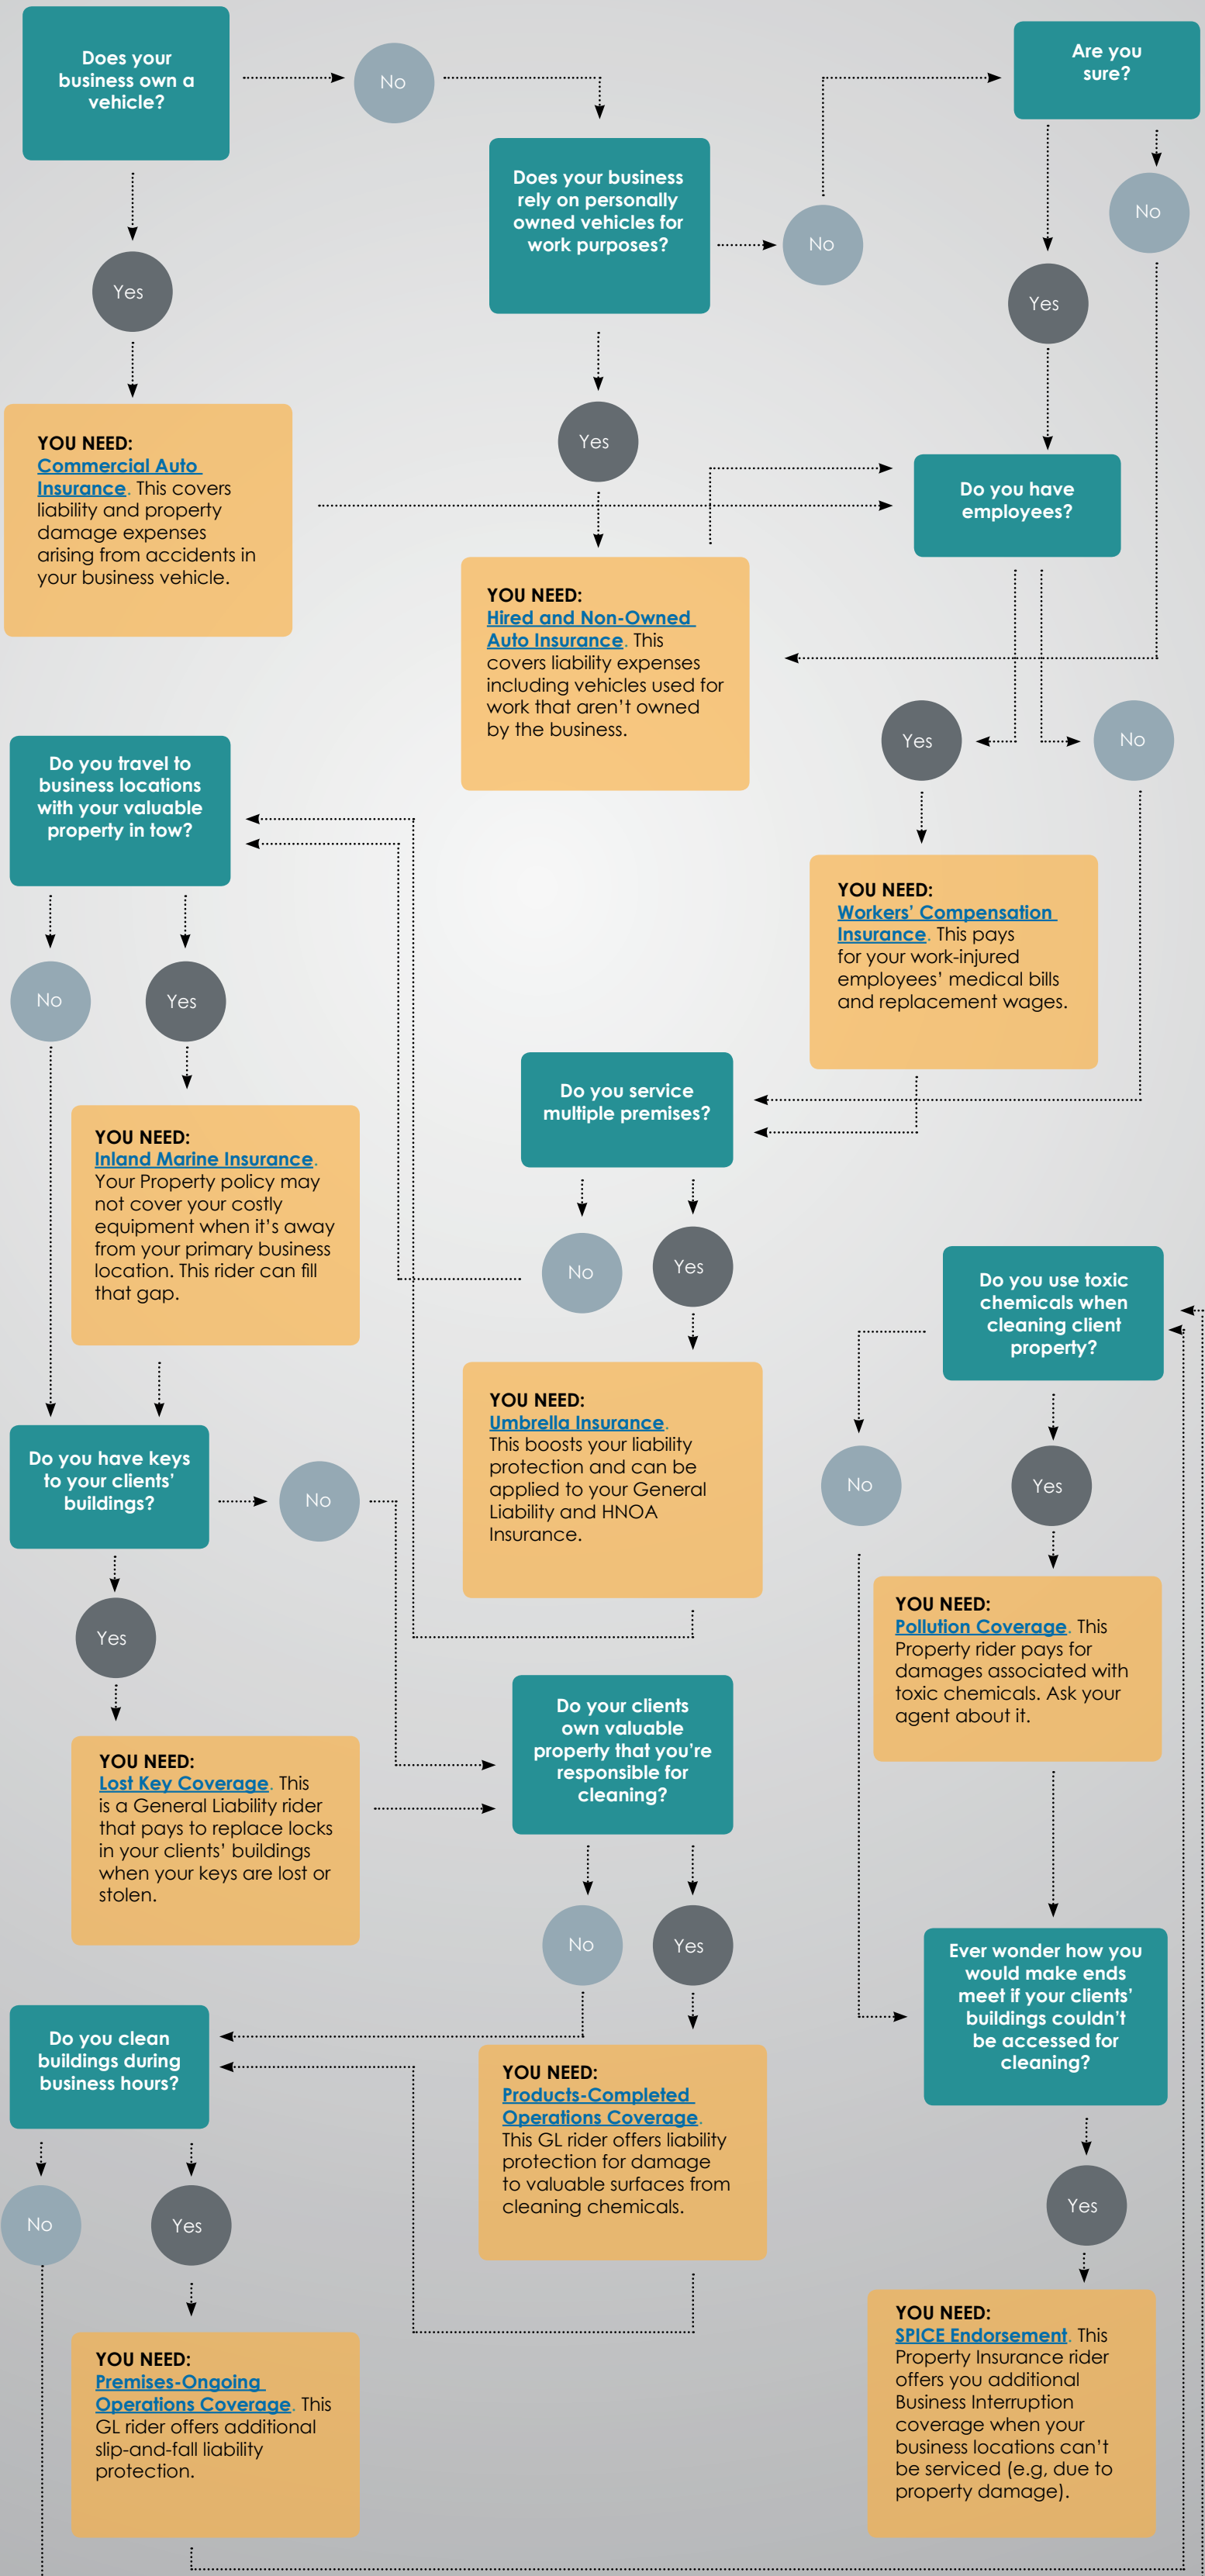 Does your
business own a
vehicle?
No
Are you
sure?
Does your business
rely on personally
owned vehicles for
work purposes?
No
No
Yes
Yes
Yes
YOU NEED:
Commercial Auto
Insurance. This covers
liability and property
damage expenses
arising from accidents in
your business vehicle.
Do you have
employees?
YOU NEED:
Hired and Non-Owned
Auto Insurance. This
covers liability expenses
including vehicles used for
work that aren't owned
by the business.
Yes
No
Do you travel to
business locations
with your valuable
property in tow?
YOU NEED:
Workers' Compensation
Insurance. This pays
for your work-injured
employees' medical bills
and replacement wages.
No
Yes
Do you service
multiple premises?
YOU NEED:
Inland Marine Insurance.
Your Property policy may
not cover your costly
equipment when it's away
from your primary business
location. This rider can fill
that gap.
No
Yes
Do you use toxic
chemicals when
cleaning client
property?
YOU NEED:
Umbrella Insurance.
This boosts your liability
protection and can be
applied to your General
Liability and HNOA
Insurance.
Do you have keys
to your clients'
buildings?
No
No
Yes
Yes
YOU NEED:
Pollution Coverage. This
Property rider pays for
damages associated with
toxic chemicals. Ask your
agent about it.
Do your clients
own valuable
property that you're
responsible for
cleaning?
YOU NEED:
Lost Key Coverage. This
is a General Liability rider
that pays to replace locks
in your clients' buildings
when your keys are lost or
stolen.
No
Yes
Ever wonder how you
would make ends
meet if your clients'
buildings couldn't
be accessed for
cleaning?
Do you clean
buildings during
business hours?
YOU NEED:
Products-Completed
Operations Coverage.
This GL rider offers liability
protection for damage
to valuable surfaces from
cleaning chemicals.
No
Yes
Yes
YOU NEED:
Premises-Ongoing
Operations Coverage. This
GL rider offers additional
slip-and-fall liability
protection.
YOU NEED:
SPICE Endorsement. This
Property Insurance rider
offers you additional
Business Interruption
coverage when your
business locations can't
be serviced (e.g, due to
property damage).